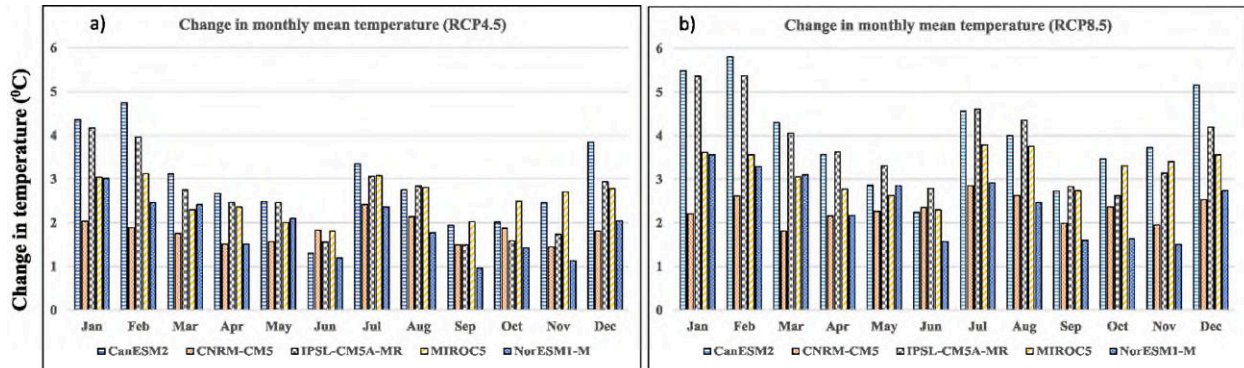 a) Change in monthly mean temperature (RCP4.5)
Change in temperature (⁰C)
6
5
4
3
2
1
0
Jan Feb Mar Apr May Jun Jul Aug Sep Oct Nov Dec
CanESM2 CNRM-CM5 IPSL-CM5A-MR MIROC5 NorESM1-M
b) Change in monthly mean temperature (RCP8.5)
6
5
4
3
2
1
0
Jan Feb Mar Apr May Jun Jul Aug Sep Oct Nov Dec
CanESM2 CNRM-CM5 IPSL-CM5A-MR MIROC5 NorESM1-M